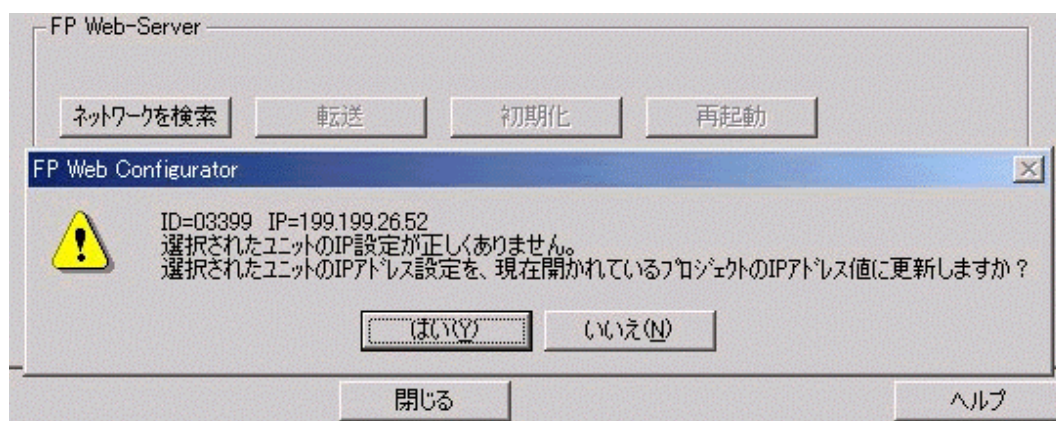 FP Web-Server
ネットワークを検索
転送
初期化
再起動
FP Web Configurator
ID=03399 IP=199.199.26.52
選択されたユニットのIP設定が正しくありません。
選択されたユニットのIPアドレス設定を、現在開かれているプロジェクトのIPアドレス値に更新しますか?
はい(Y)
いいえ(N)
閉じる
ヘルプ